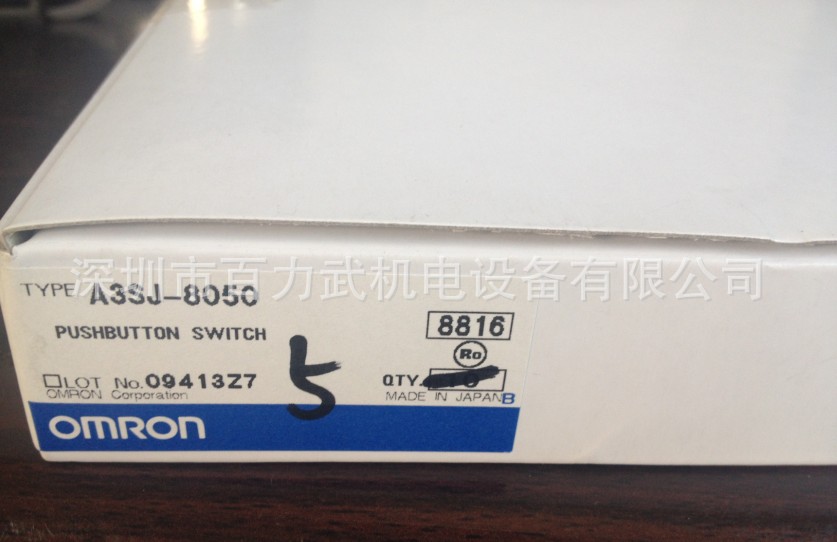 深圳市百力武机电设备有限公司
TYPE A3SJ-8050
PUSHBUTTON SWITCH
8816
Ro
5
LOT No. 09413Z7
QTY.
OMRON Corporation
MADE IN JAPAN B
OMRON